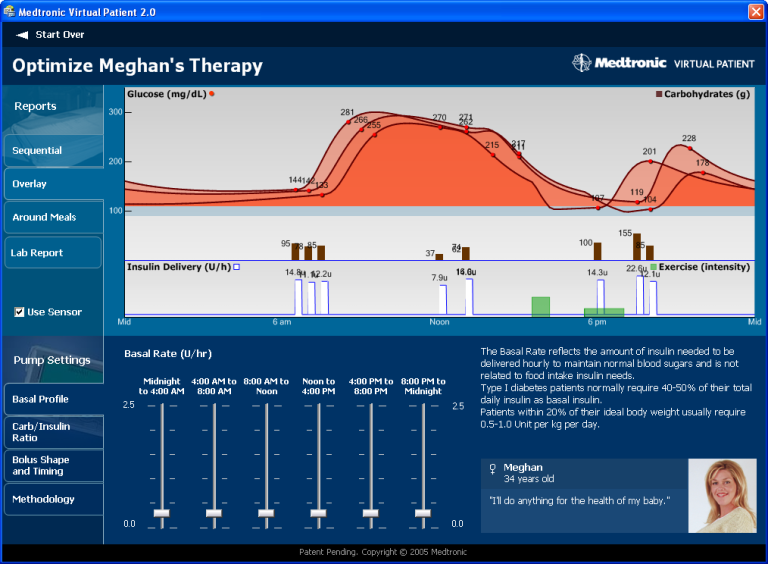 Medtronic Virtual Patient 2.0
Start Over
Optimize Meghan's Therapy
Medtronic VIRTUAL PATIENT
Reports
Sequential
Overlay
Around Meals
Lab Report
Use Sensor
Glucose (mg/dL)
Carbohydrates (g)
300
200
100
281
266
255
270
271
262
217
211
215
201
228
178
144
142
133
107
119
104
95
78
85
37
74
62
100
155
85
Insulin Delivery (U/h)
Exercise (intensity)
14.8u
12.2u
7.9u
14.3u
22.6u
12.1u
Mid
6 am
Noon
6 pm
Mid
Pump Settings
Basal Profile
Carb/Insulin
Ratio
Bolus Shape
and Timing
Methodology
Basal Rate (U/hr)
Midnight
to 4:00 AM
4:00 AM to
8:00 AM
8:00 AM to
Noon
Noon to
4:00 PM
4:00 PM to
8:00 PM
8:00 PM to
Midnight
2.5
2.5
0.0
0.0
The Basal Rate reflects the amount of insulin needed to be
delivered hourly to maintain normal blood sugars and is not
related to food intake insulin needs.
Type I diabetes patients normally require 40-50% of their total
daily insulin as basal insulin.
Patients within 20% of their ideal body weight usually require
0.5-1.0 Unit per kg per day.
Meghan
34 years old
"I'll do anything for the health of my baby."
Patent Pending. Copyright © 2005 Medtronic